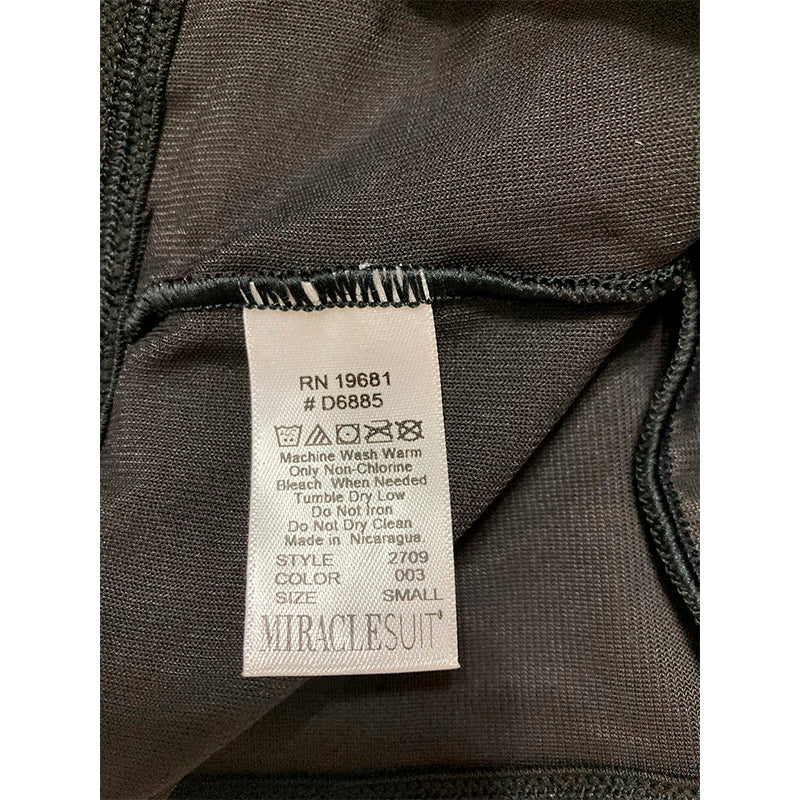 RN 19681
# D6885
Machine Wash Warm
Only Non-Chlorine
Bleach When Needed
Tumble Dry Low
Do Not Iron
Do Not Dry Clean
Made in Nicaragua.
STYLE 2709
COLOR 003
SIZE SMALL
MIRACLESUIT®